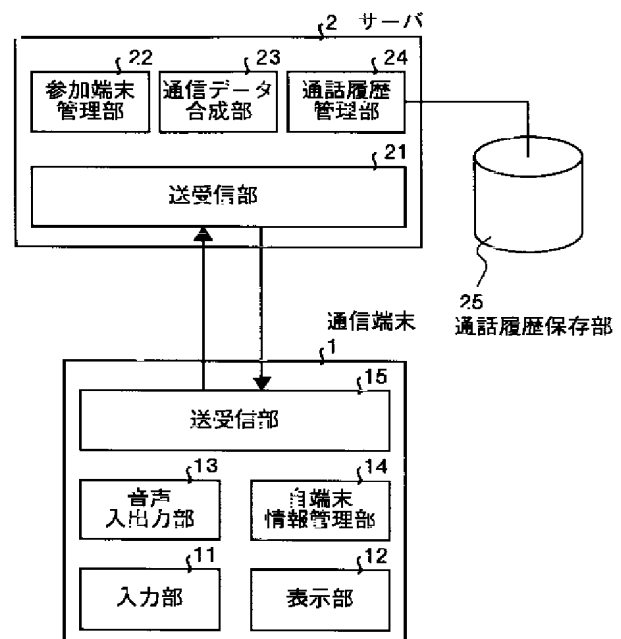 2 サーバ
22
23
24
参加端末
管理部
通信データ
合成部
通話履歴
管理部
21
送受信部
25
通話履歴保存部
通信端末
1
15
送受信部
13
14
音声
入出力部
自端末
情報管理部
11
12
入力部
表示部